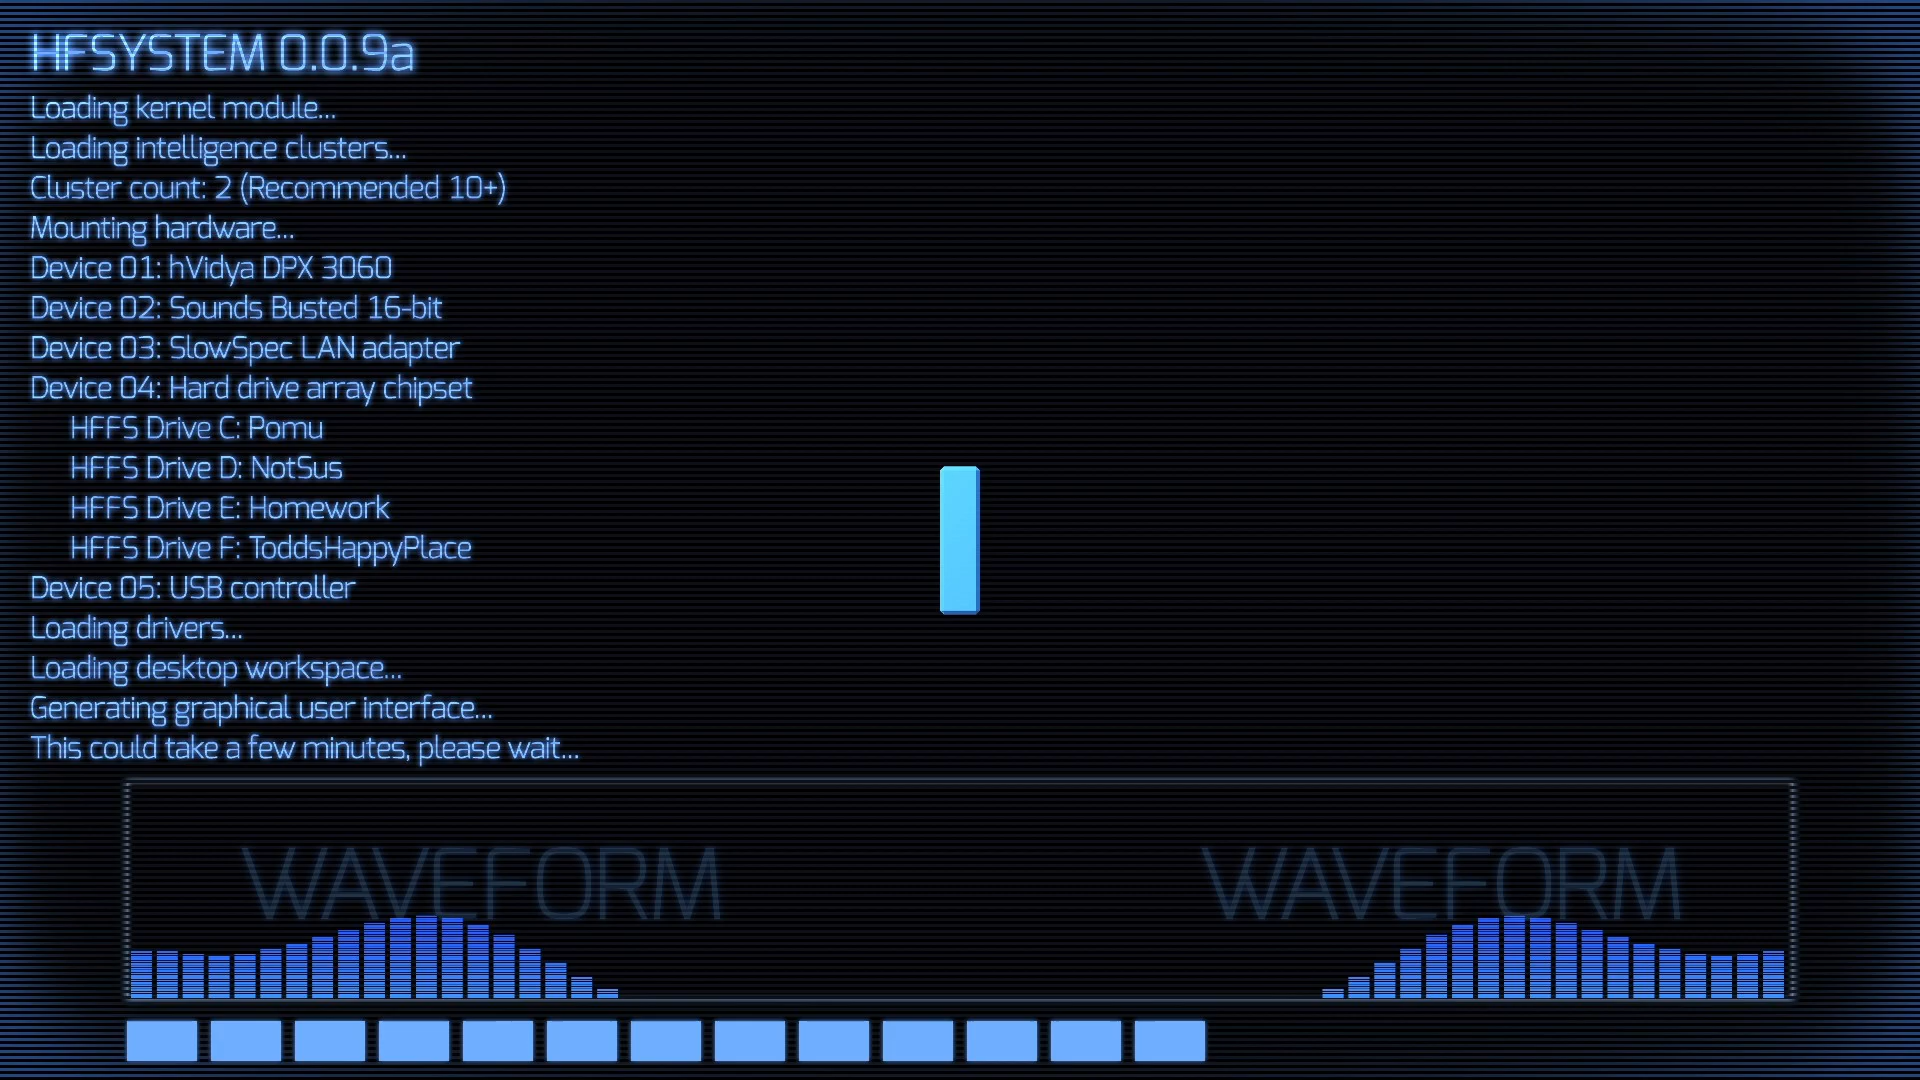 HFSYSTEM 0.0.9a
Loading kernel module...
Loading intelligence clusters...
Cluster count: 2 (Recommended 10+)
Mounting hardware...
Device 01: hVidya DPX 3060
Device 02: Sounds Busted 16-bit
Device 03: SlowSpec LAN adapter
Device 04: Hard drive array chipset
HFFS Drive C: Pomu
HFFS Drive D: NotSus
HFFS Drive E: Homework
HFFS Drive F: ToddsHappyPlace
Device 05: USB controller
Loading drivers...
Loading desktop workspace...
Generating graphical user interface...
This could take a few minutes, please wait...
WAVEFORM WAVEFORM